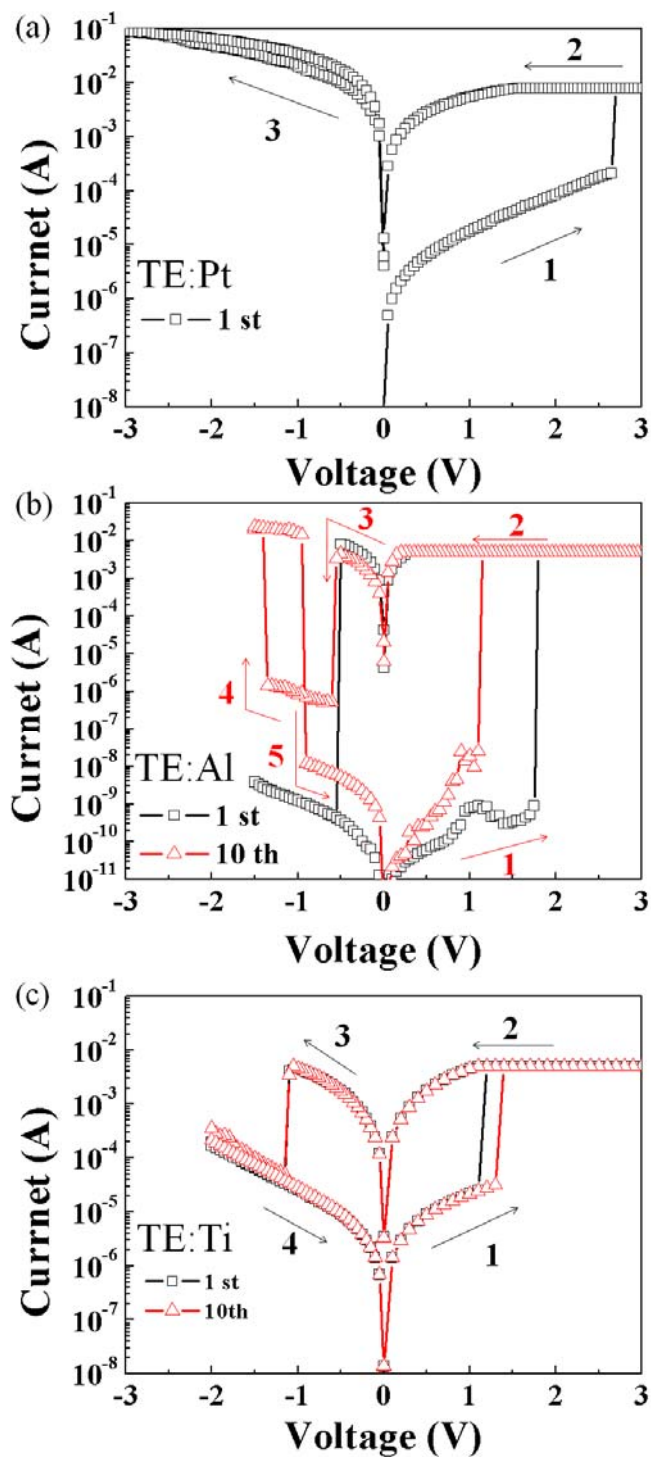 (a)
10⁻¹
10⁻²
10⁻³
10⁻⁴
10⁻⁵
10⁻⁶
10⁻⁷
10⁻⁸
Currnet (A)
2
3
1
TE:Pt
1 st
-3 -2 -1 0 1 2 3
Voltage (V)
(b)
10⁻¹
10⁻²
10⁻³
10⁻⁴
10⁻⁵
10⁻⁶
10⁻⁷
10⁻⁸
10⁻⁹
10⁻¹⁰
10⁻¹¹
Currnet (A)
3
2
4
5
1
TE:Al
1 st
10 th
-3 -2 -1 0 1 2 3
Voltage (V)
(c)
10⁻¹
10⁻²
10⁻³
10⁻⁴
10⁻⁵
10⁻⁶
10⁻⁷
10⁻⁸
Currnet (A)
3
2
4
1
TE:Ti
1 st
10th
-3 -2 -1 0 1 2 3
Voltage (V)